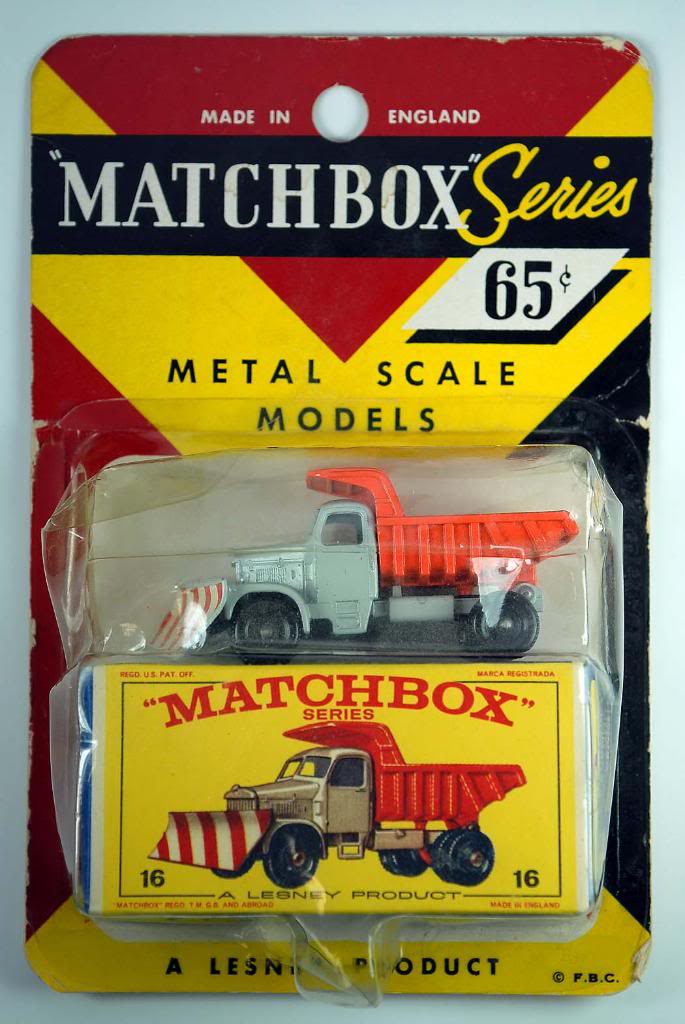 MADE IN ENGLAND
"MATCHBOX" Series
65¢
METAL SCALE
MODELS
REGD. U.S. PAT. OFF. MARCA REGISTRADA
"MATCHBOX"
SERIES
16 16
A LESNEY PRODUCT
"MATCHBOX" REGD. T.M. G.B. AND ABROAD MADE IN ENGLAND
A LESNEY PRODUCT
© F.B.C.